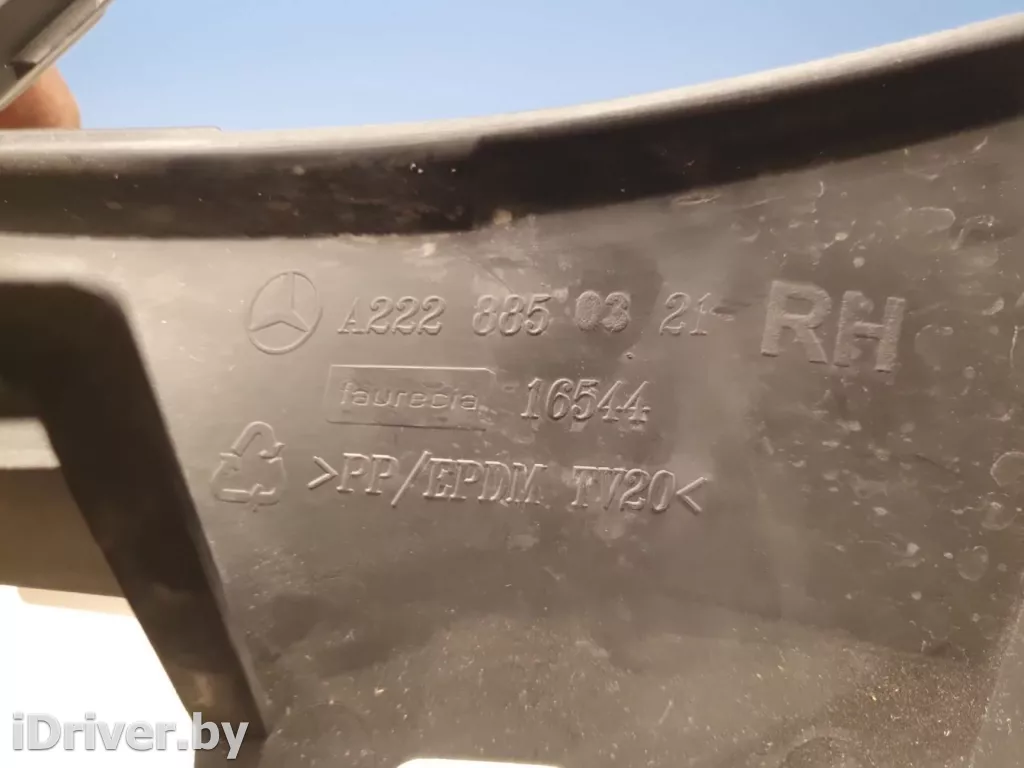 A222 885 03 21 RH
faurecia 16544
>PP/EPDM TV20<
iDriver.by